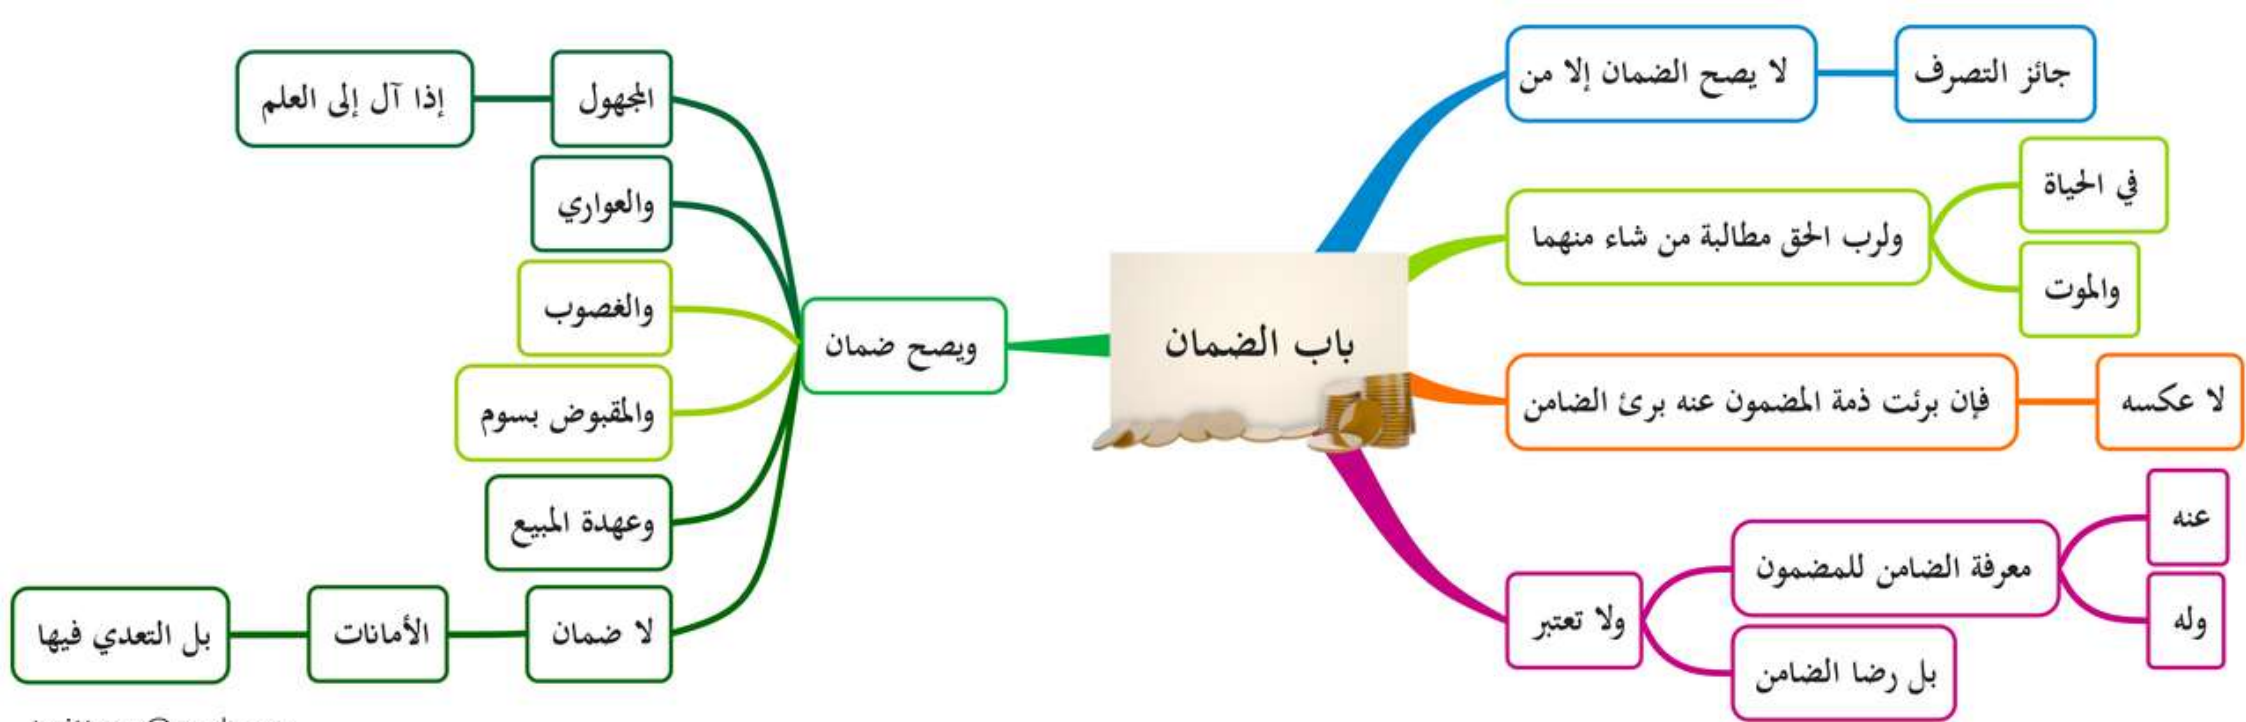 باب الضمان
لا يصح الضمان إلا من
جائز التصرف
ولرب الحق مطالبة من شاء منهما
في الحياة
والموت
فإن برئت ذمة المضمون عنه برئ الضامن
لا عكسه
ولا تعتبر
معرفة الضامن للمضمون
عنه
وله
بل رضا الضامن
ويصح ضمان
المجهول
إذا آل إلى العلم
والعواري
والغصوب
والمقبوض بسوم
وعهدة المبيع
لا ضمان
الأمانات
بل التعدي فيها